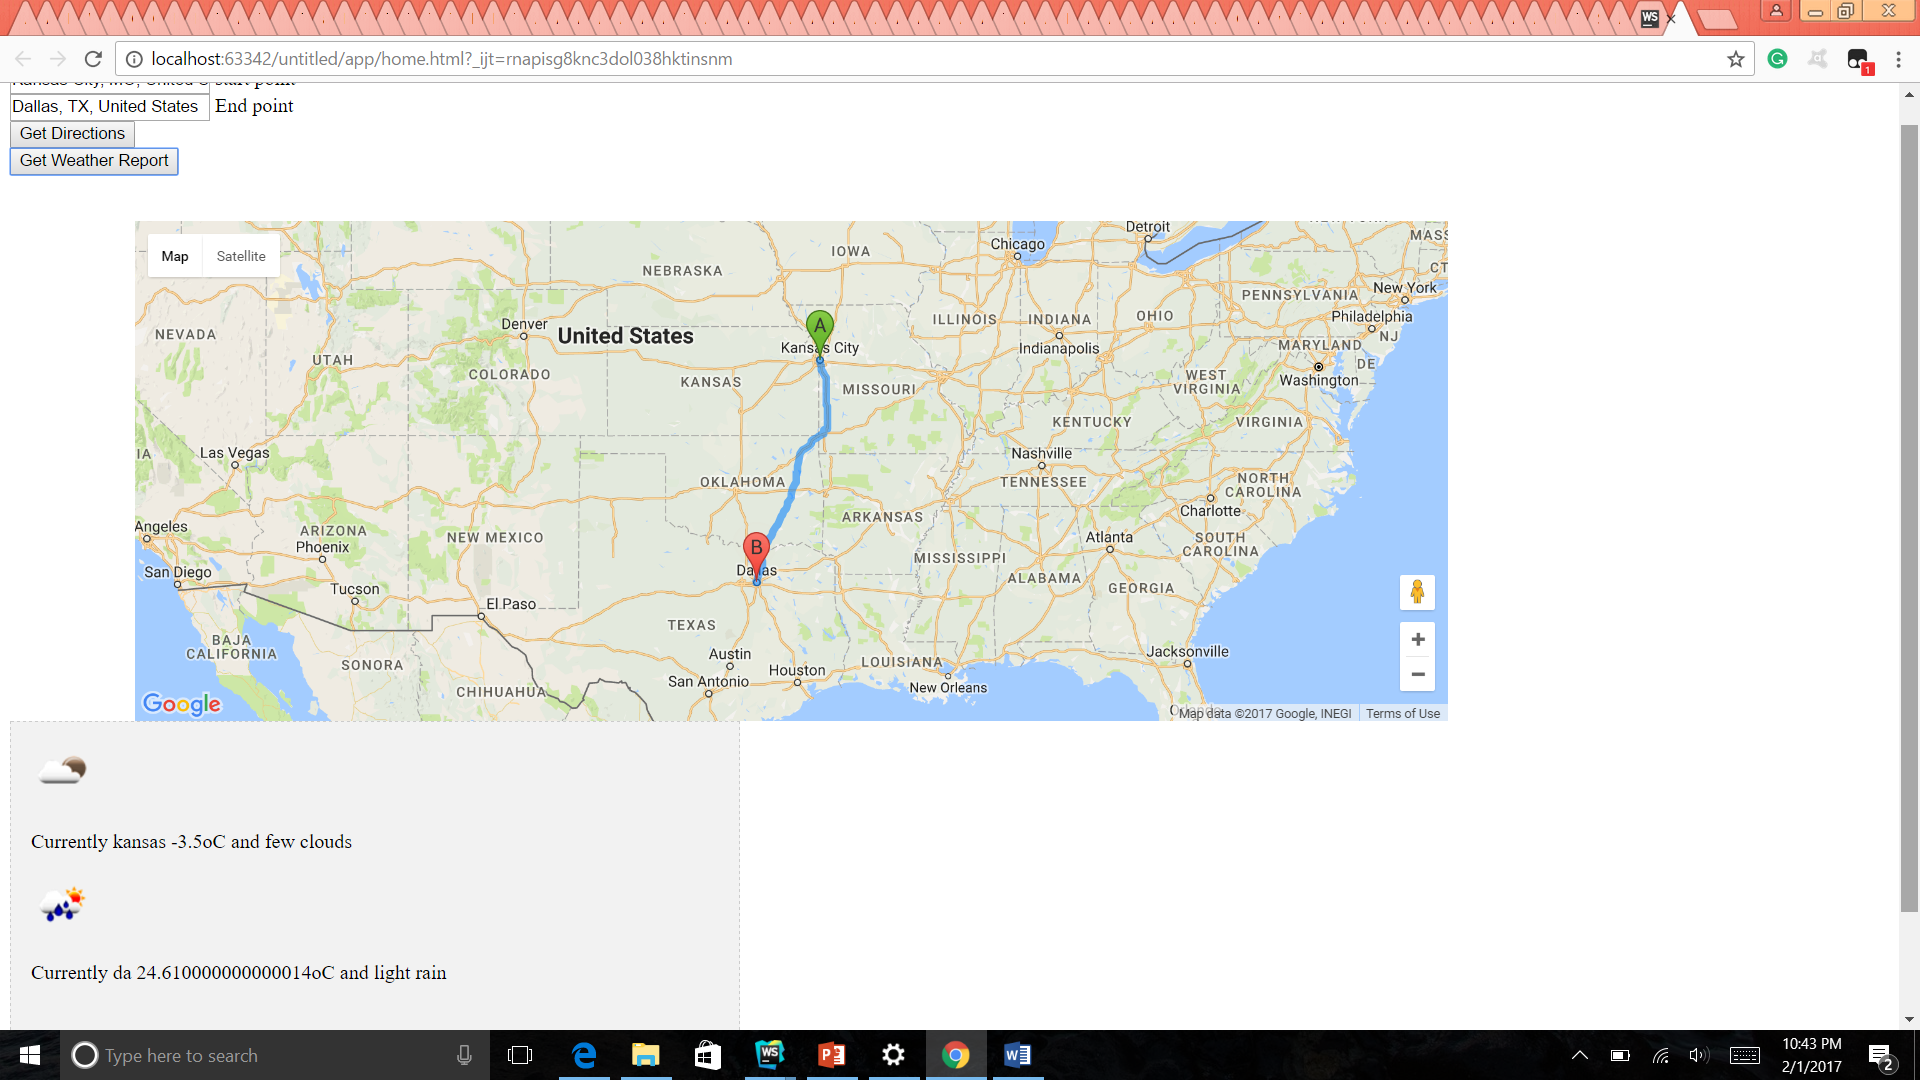 WS
localhost:63342/untitled/app/home.html?_ijt=rnapisg8knc3dol038hktinsnm
1
Dallas, TX, United States End point
Get Directions
Get Weather Report
Map Satellite
Detroit
Chicago
IOWA
MASS
NEBRASKA
CT
PENNSYLVANIA New York
Denver
United States
A
ILLINOIS INDIANA OHIO
Philadelphia
NEVADA
NJ
Kansas City
Indianapolis
MARYLAND
UTAH
DE
COLORADO
KANSAS
MISSOURI
WEST
VIRGINIA
Washington
KENTUCKY
VIRGINIA
IA
Las Vegas
Nashville
OKLAHOMA
TENNESSEE
NORTH
CAROLINA
Charlotte
Angeles
ARIZONA
Phoenix
NEW MEXICO
ARKANSAS
Atlanta
SOUTH
CAROLINA
B
Dallas
MISSISSIPPI
San Diego
ALABAMA
GEORGIA
Tucson
El Paso
TEXAS
BAJA
CALIFORNIA
SONORA
Austin
Houston
LOUISIANA
Jacksonville
San Antonio
New Orleans
CHIHUAHUA
+
−
Google
Map data ©2017 Google, INEGI Terms of Use
Currently kansas -3.5oC and few clouds
Currently da 24.610000000000014oC and light rain
Type here to search
WS
10:43 PM
2/1/2017
2